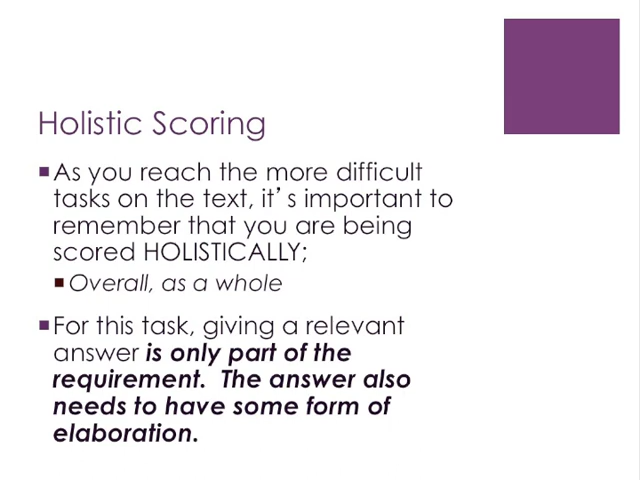 Holistic Scoring
As you reach the more difficult
tasks on the text, it’s important to
remember that you are being
scored HOLISTICALLY;
Overall, as a whole
For this task, giving a relevant
answer is only part of the
requirement. The answer also
needs to have some form of
elaboration.